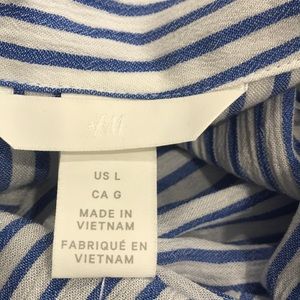 H&M
US L
CA G
MADE IN
VIETNAM
FABRIQUÉ EN
VIETNAM